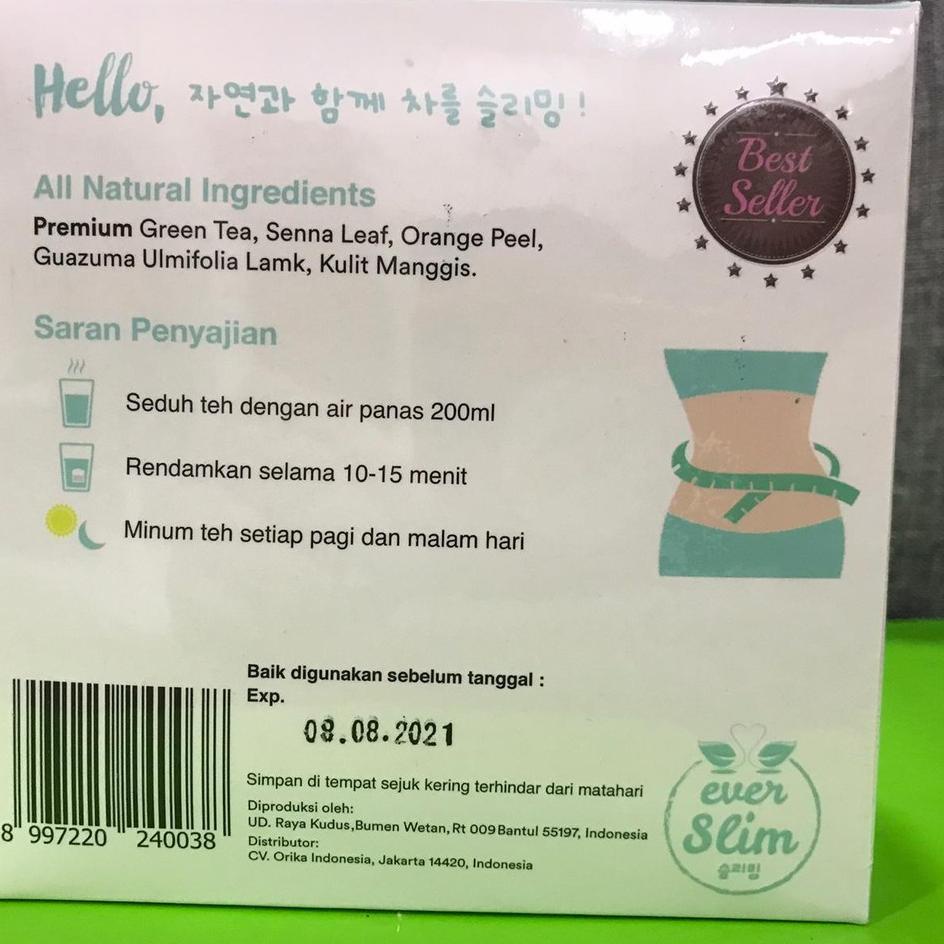 Hello, 자연과 함께 차를 슬리밍!
Best
Seller
All Natural Ingredients
Premium Green Tea, Senna Leaf, Orange Peel,
Guazuma Ulmifolia Lamk, Kulit Manggis.
Saran Penyajian
Seduh teh dengan air panas 200ml
Rendamkan selama 10-15 menit
Minum teh setiap pagi dan malam hari
Baik digunakan sebelum tanggal :
Exp.
08.08.2021
Simpan di tempat sejuk kering terhindar dari matahari
Diproduksi oleh:
UD. Raya Kudus,Bumen Wetan, Rt 009 Bantul 55197, Indonesia
Distributor:
CV. Orika Indonesia, Jakarta 14420, Indonesia
8 997220 240038
ever
Slim
슬리밍